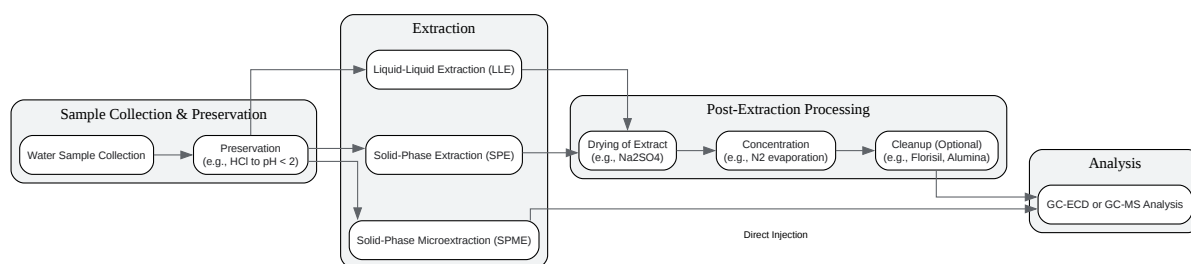 Extraction
Liquid-Liquid Extraction (LLE)
Sample Collection & Preservation
Water Sample Collection
Preservation
(e.g., HCl to pH < 2)
Solid-Phase Extraction (SPE)
Solid-Phase Microextraction (SPME)
Post-Extraction Processing
Drying of Extract
(e.g., Na2SO4)
Concentration
(e.g., N2 evaporation)
Cleanup (Optional)
(e.g., Florisil, Alumina)
Direct Injection
Analysis
GC-ECD or GC-MS Analysis